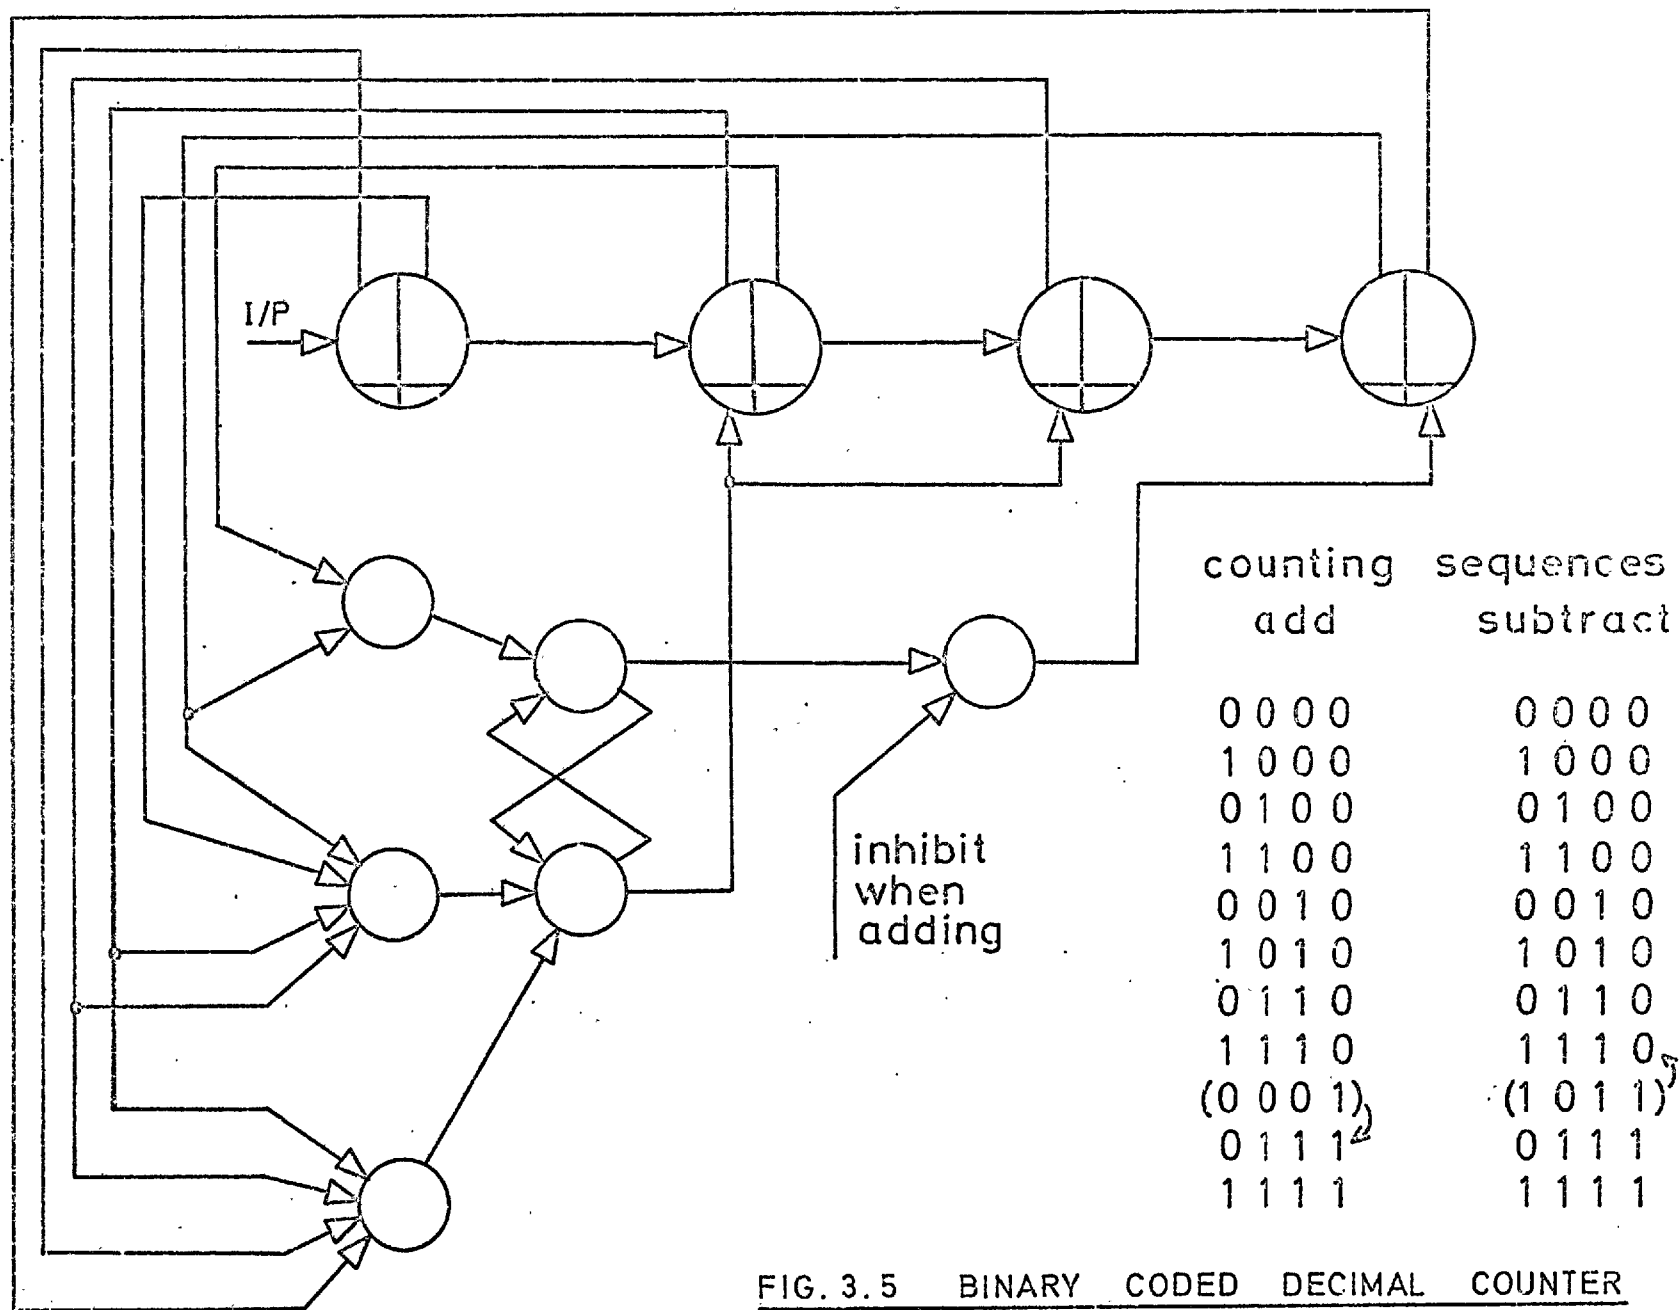 I/P
counting sequences
add subtract
0 0 0 0 0 0 0 0
1 0 0 0 1 0 0 0
0 1 0 0 0 1 0 0
1 1 0 0 1 1 0 0
0 0 1 0 0 0 1 0
1 0 1 0 1 0 1 0
0 1 1 0 0 1 1 0
1 1 1 0 1 1 1 0
(0 0 0 1) (1 0 1 1)
0 1 1 1 0 1 1 1
1 1 1 1 1 1 1 1
inhibit
when
adding
FIG. 3.5 BINARY CODED DECIMAL COUNTER